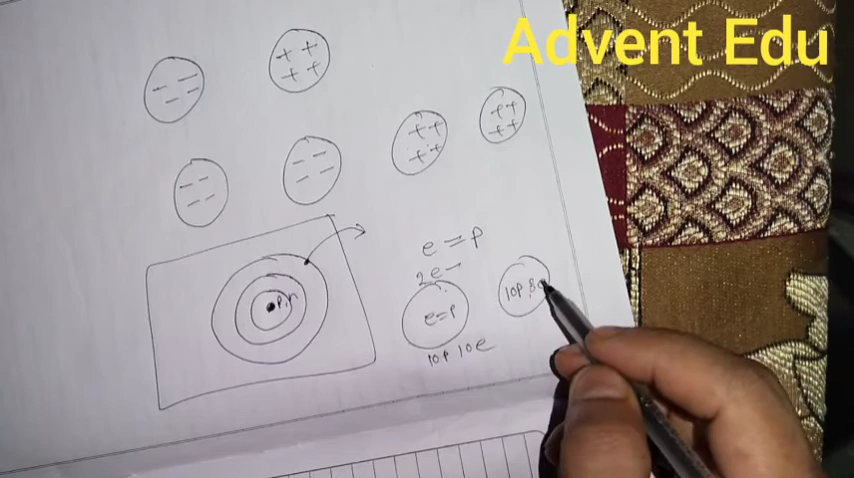 Advent Edu
− − − −
+ + + +
+ + + +
+ + + +
− − − −
− − − −
e = p
2e−
p,n
e=p
10p 8e
10p 10e